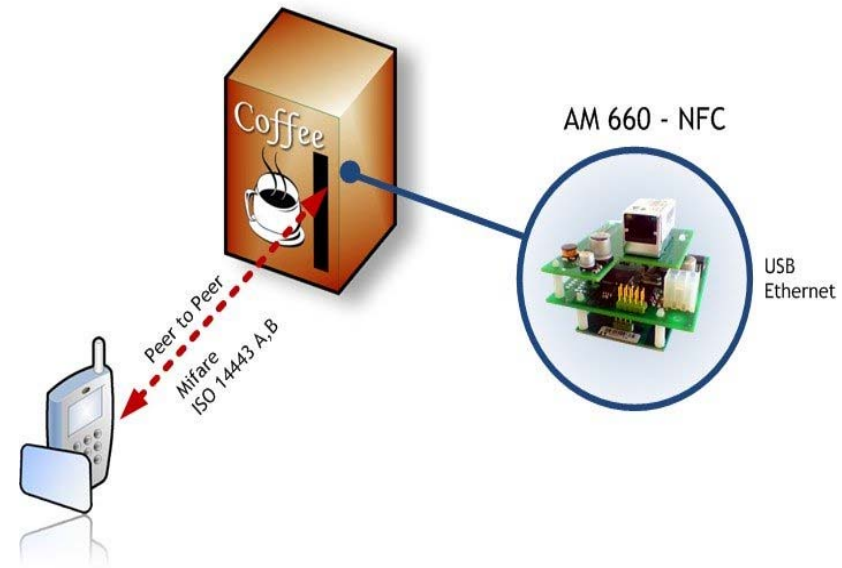 Coffee
AM 660 - NFC
USB
Ethernet
Peer to Peer
Mifare
ISO 14443 A,B